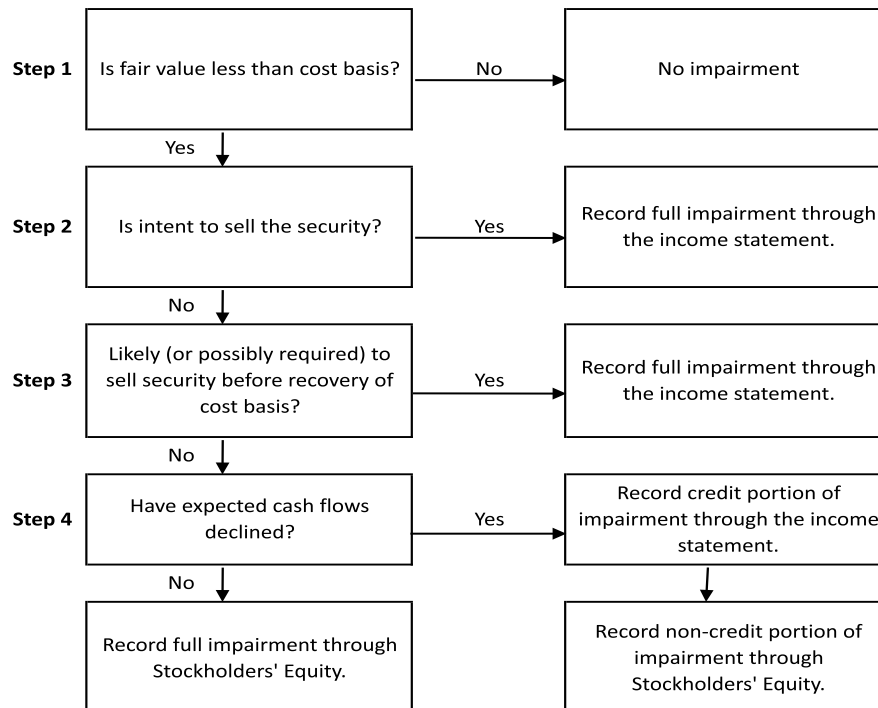 Step 1
Is fair value less than cost basis?
No
No impairment
Yes
Step 2
Is intent to sell the security?
Yes
Record full impairment through
the income statement.
No
Step 3
Likely (or possibly required) to
sell security before recovery of
cost basis?
Yes
Record full impairment through
the income statement.
No
Step 4
Have expected cash flows
declined?
Yes
Record credit portion of
impairment through the income
statement.
No
Record full impairment through
Stockholders' Equity.
Record non-credit portion of
impairment through
Stockholders' Equity.